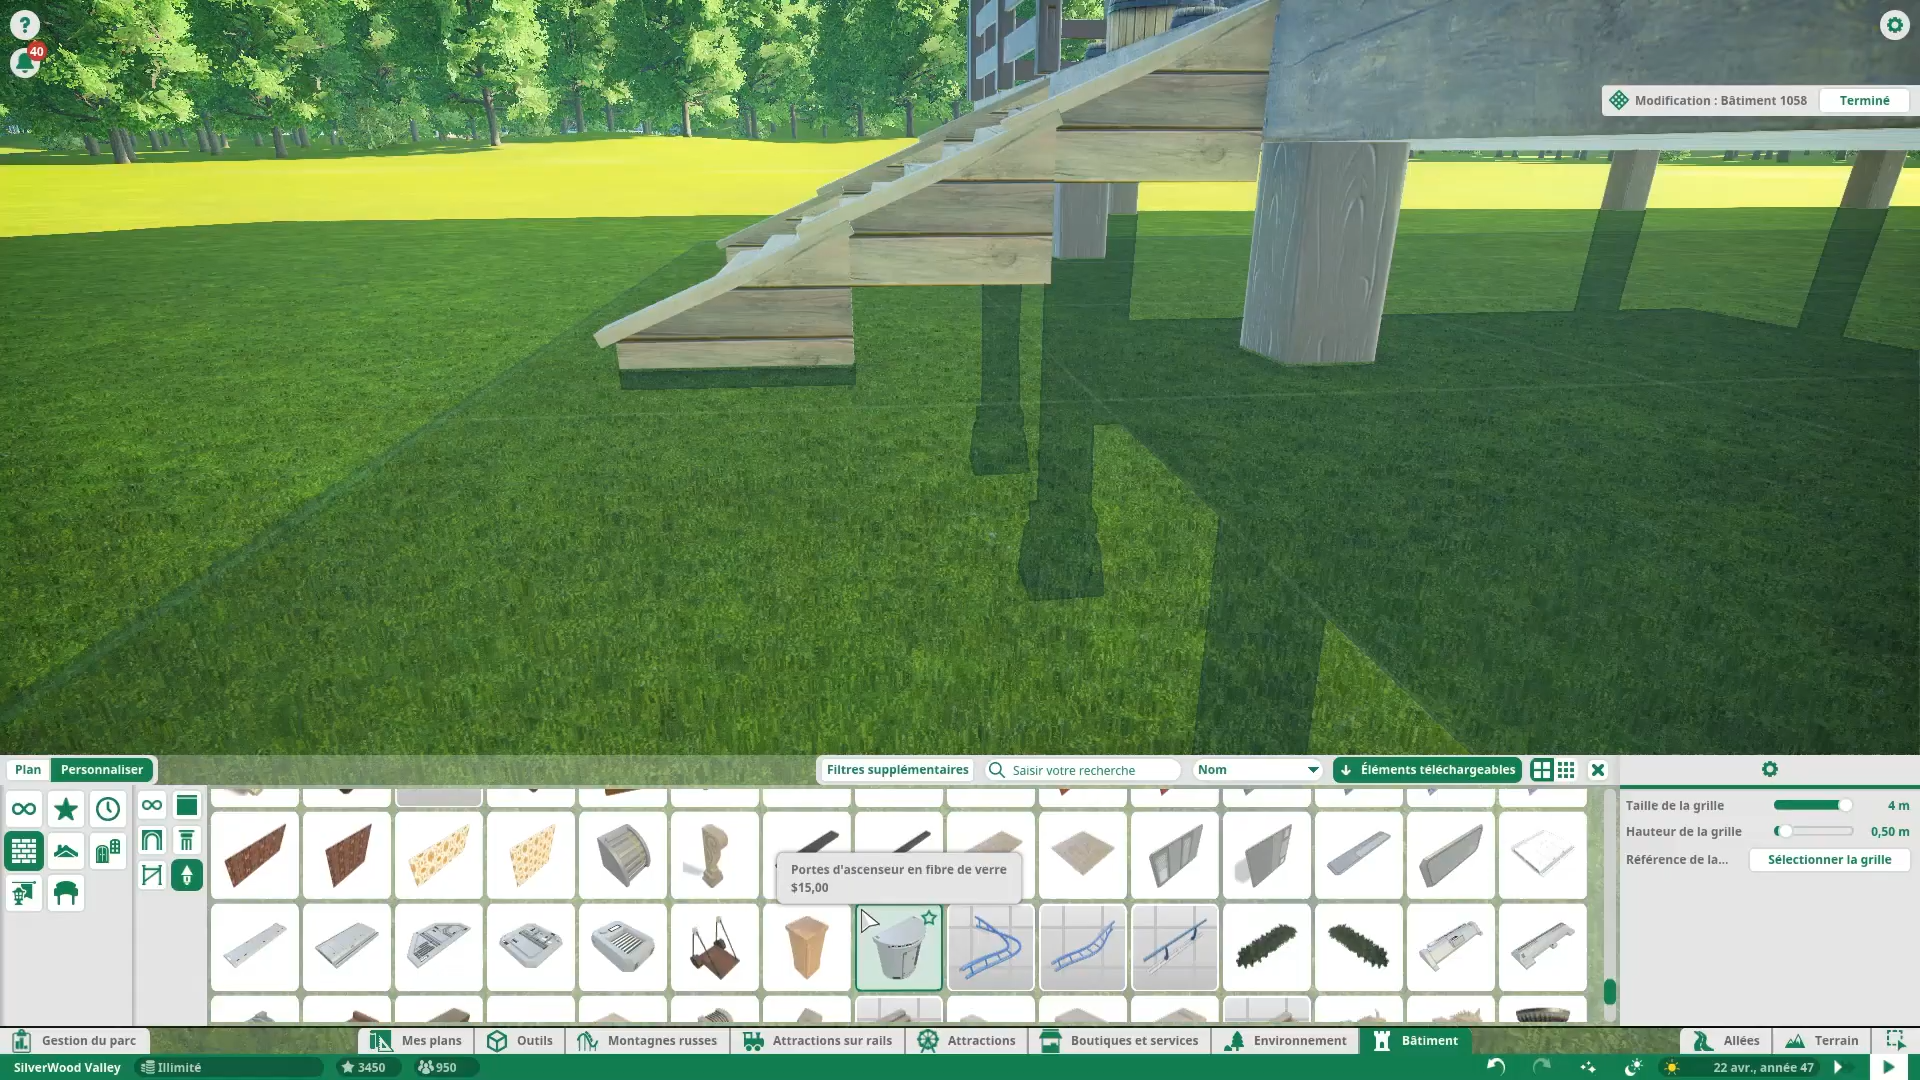 ?
40
Modification : Bâtiment 1058
Terminé
Plan
Personnaliser
Filtres supplémentaires
Saisir votre recherche
Nom
Éléments téléchargeables
Taille de la grille
4 m
Hauteur de la grille
0,50 m
Référence de la...
Sélectionner la grille
Portes d'ascenseur en fibre de verre
$15,00
Gestion du parc
Mes plans
Outils
Montagnes russes
Attractions sur rails
Attractions
Boutiques et services
Environnement
Bâtiment
Allées
Terrain
SilverWood Valley
Illimité
3450
950
22 avr., année 47